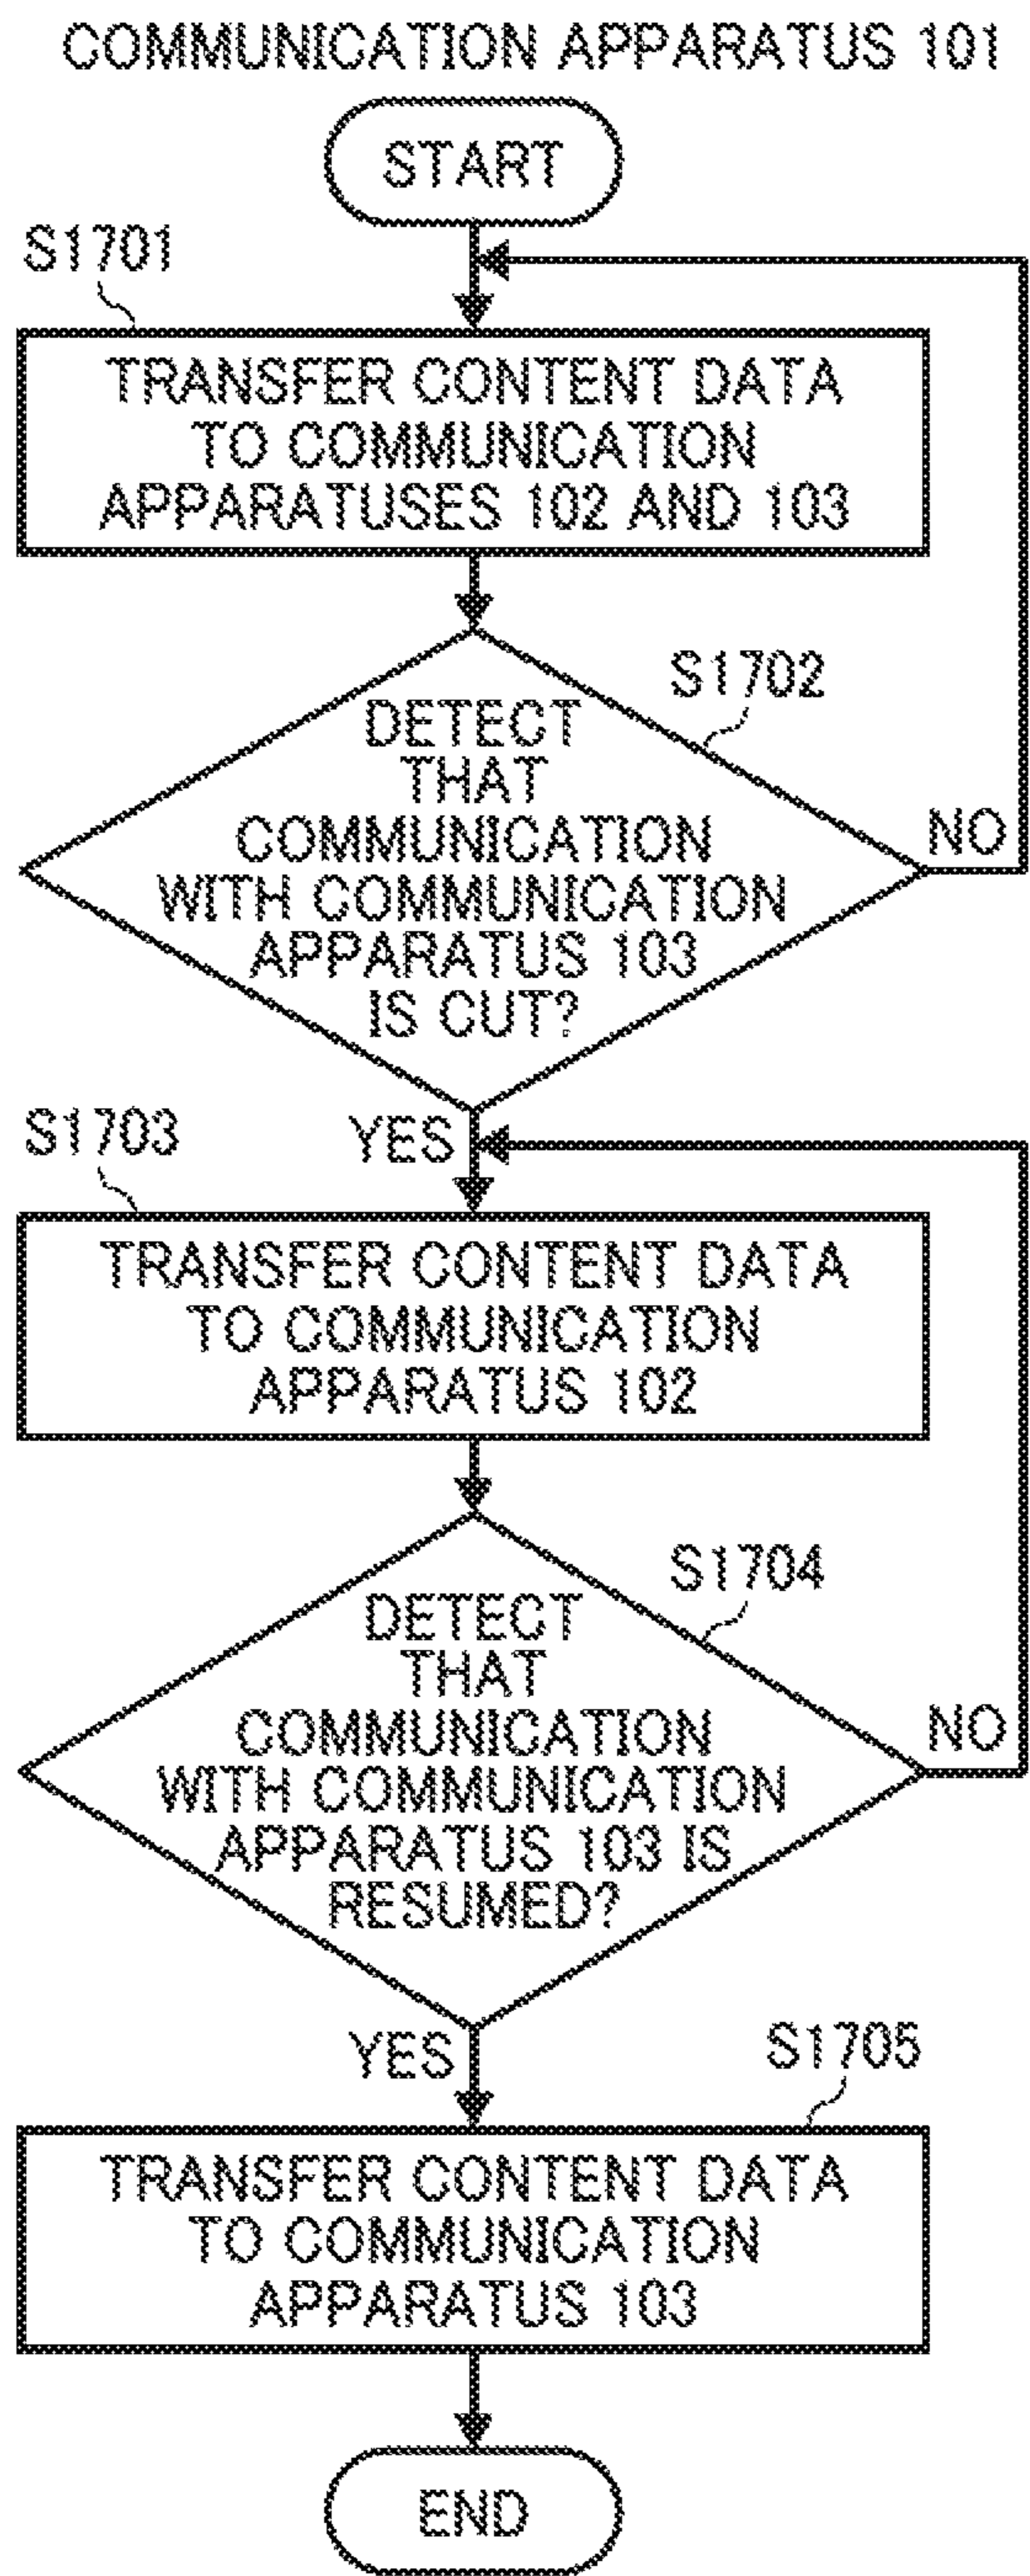 COMMUNICATION APPARATUS 101
START
S1701
TRANSFER CONTENT DATA
TO COMMUNICATION
APPARATUSES 102 AND 103
S1702
DETECT
THAT
COMMUNICATION
WITH COMMUNICATION
APPARATUS 103
IS CUT?
NO
YES
S1703
TRANSFER CONTENT DATA
TO COMMUNICATION
APPARATUS 102
S1704
DETECT
THAT
COMMUNICATION
WITH COMMUNICATION
APPARATUS 103 IS
RESUMED?
NO
YES
S1705
TRANSFER CONTENT DATA
TO COMMUNICATION
APPARATUS 103
END